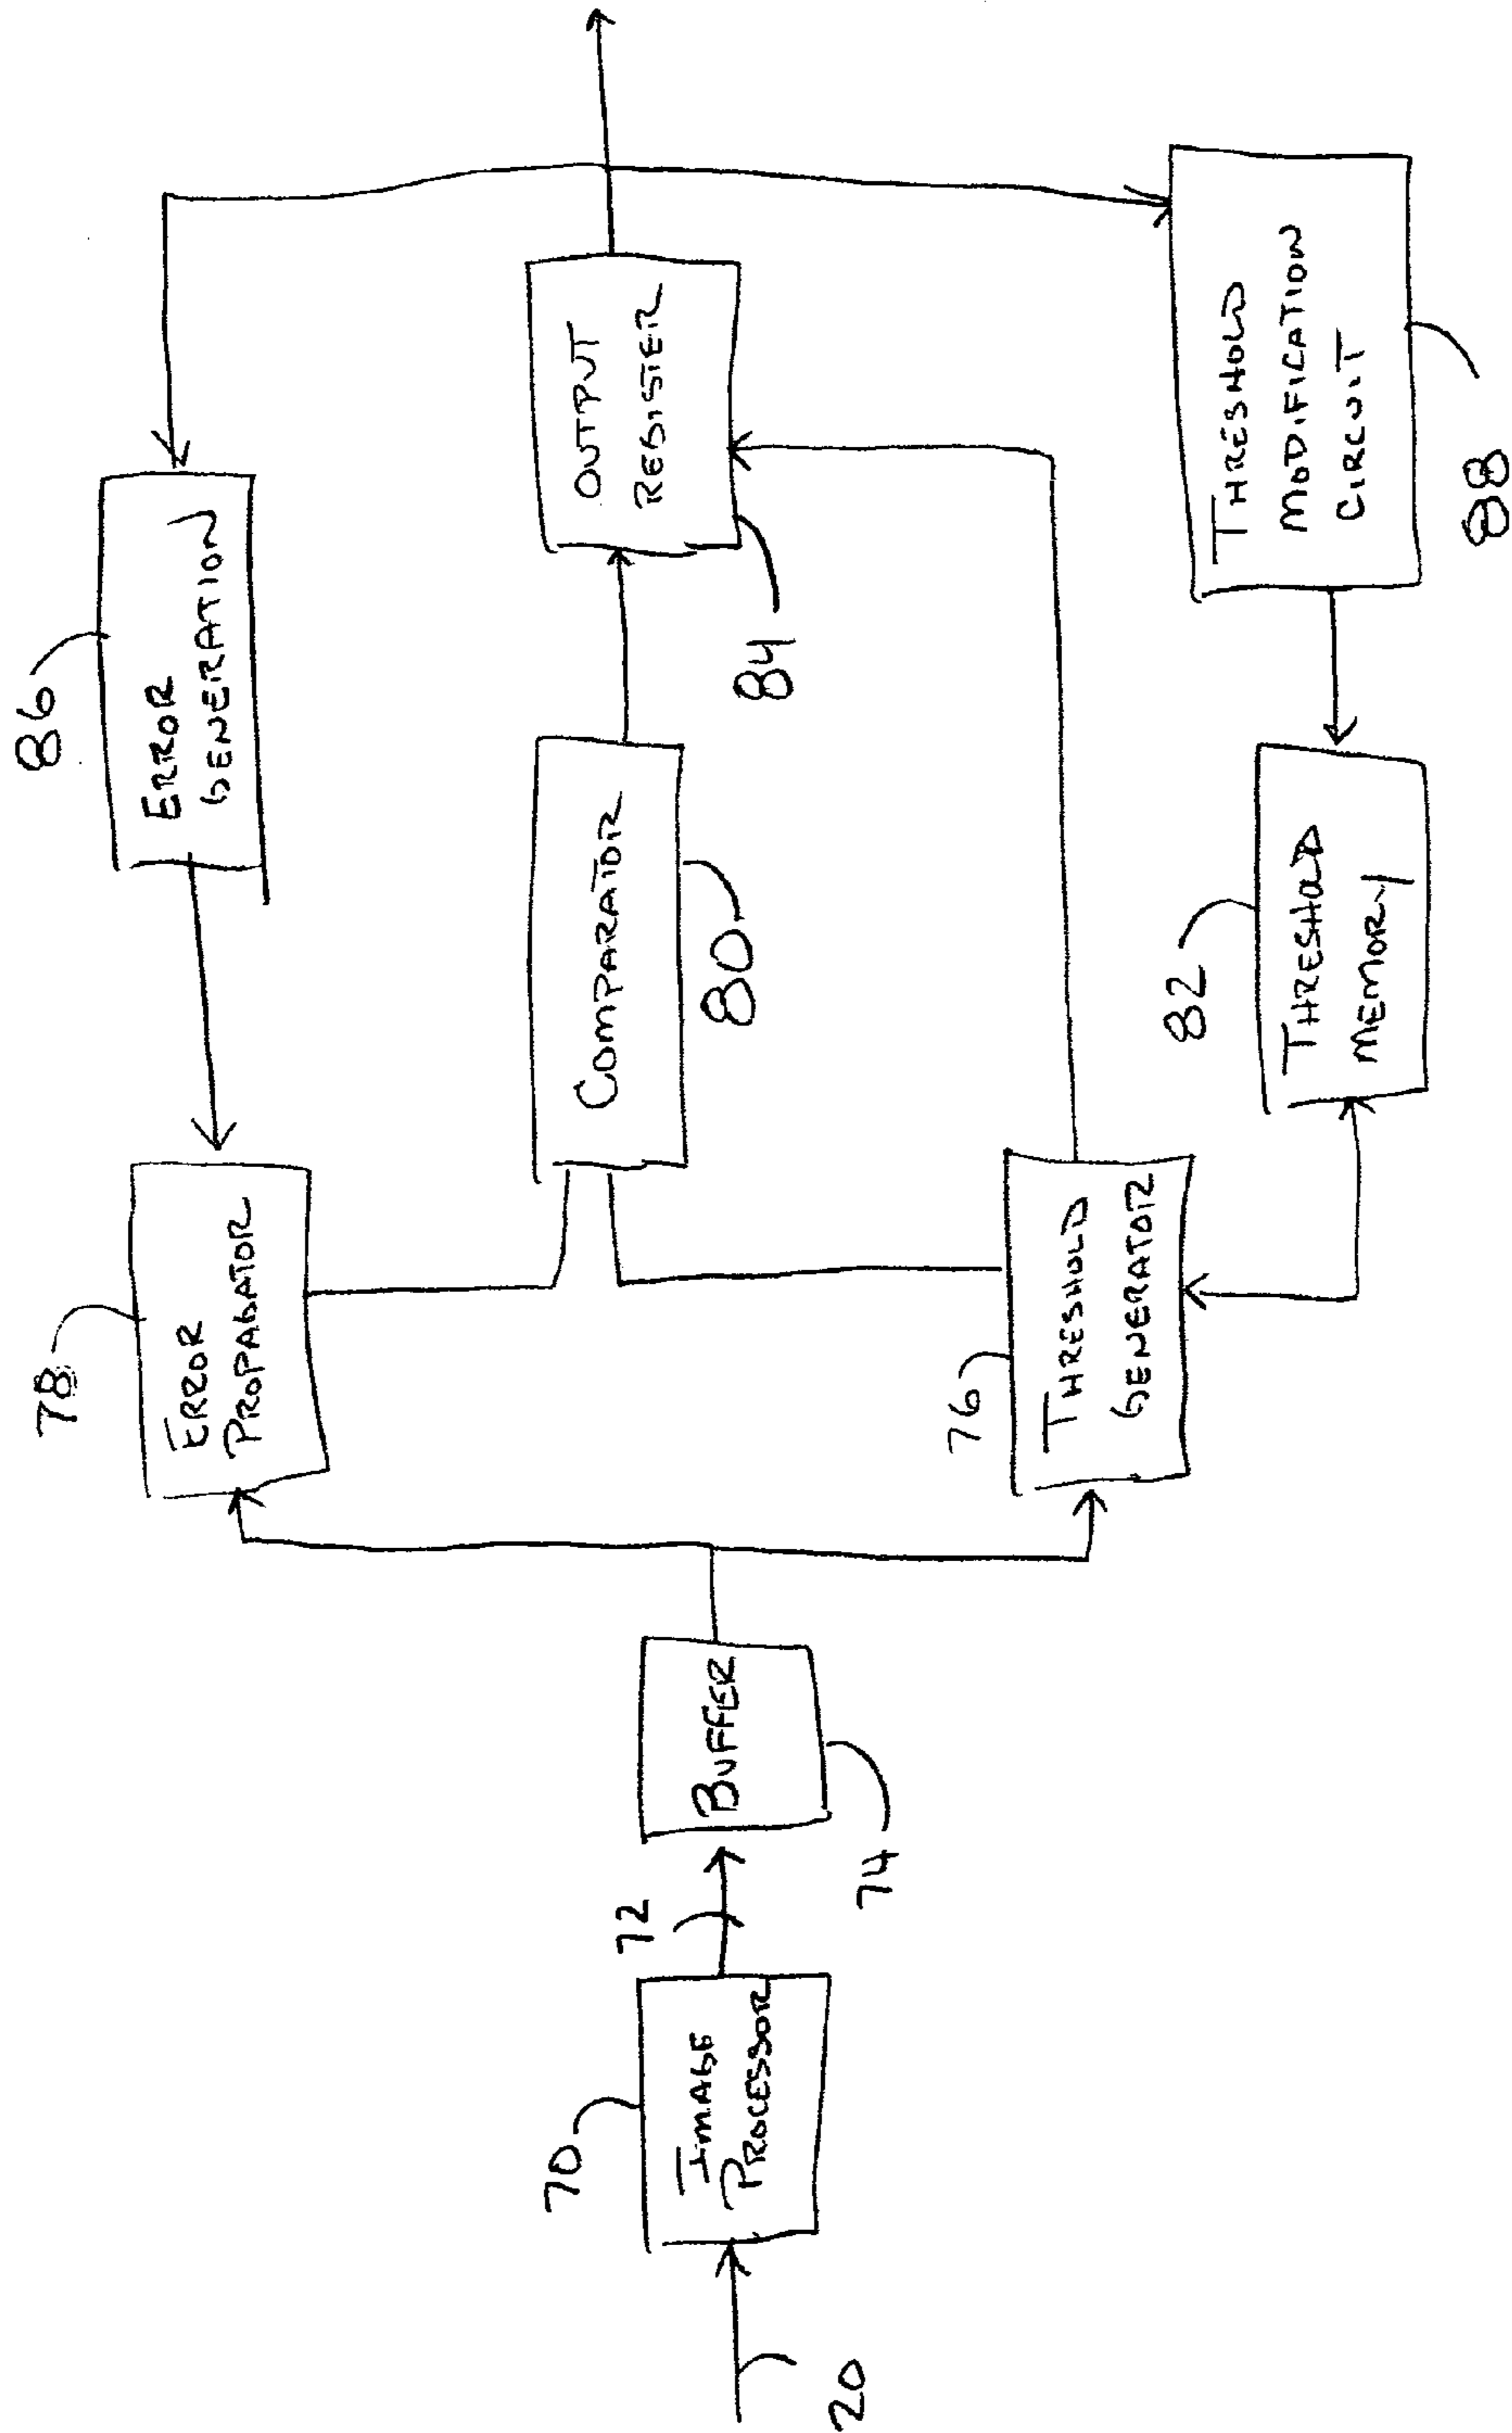 20
70
IMAGE
PROCESSOR
72
BUFFER
74
78
ERROR
PROPAGATOR
76
THRESHOLD
GENERATOR
86
ERROR
GENERATION
COMPARATOR
80
82
THRESHOLD
MEMORY
OUTPUT
REGISTER
84
THRESHOLD
MODIFICATION
CIRCUIT
88